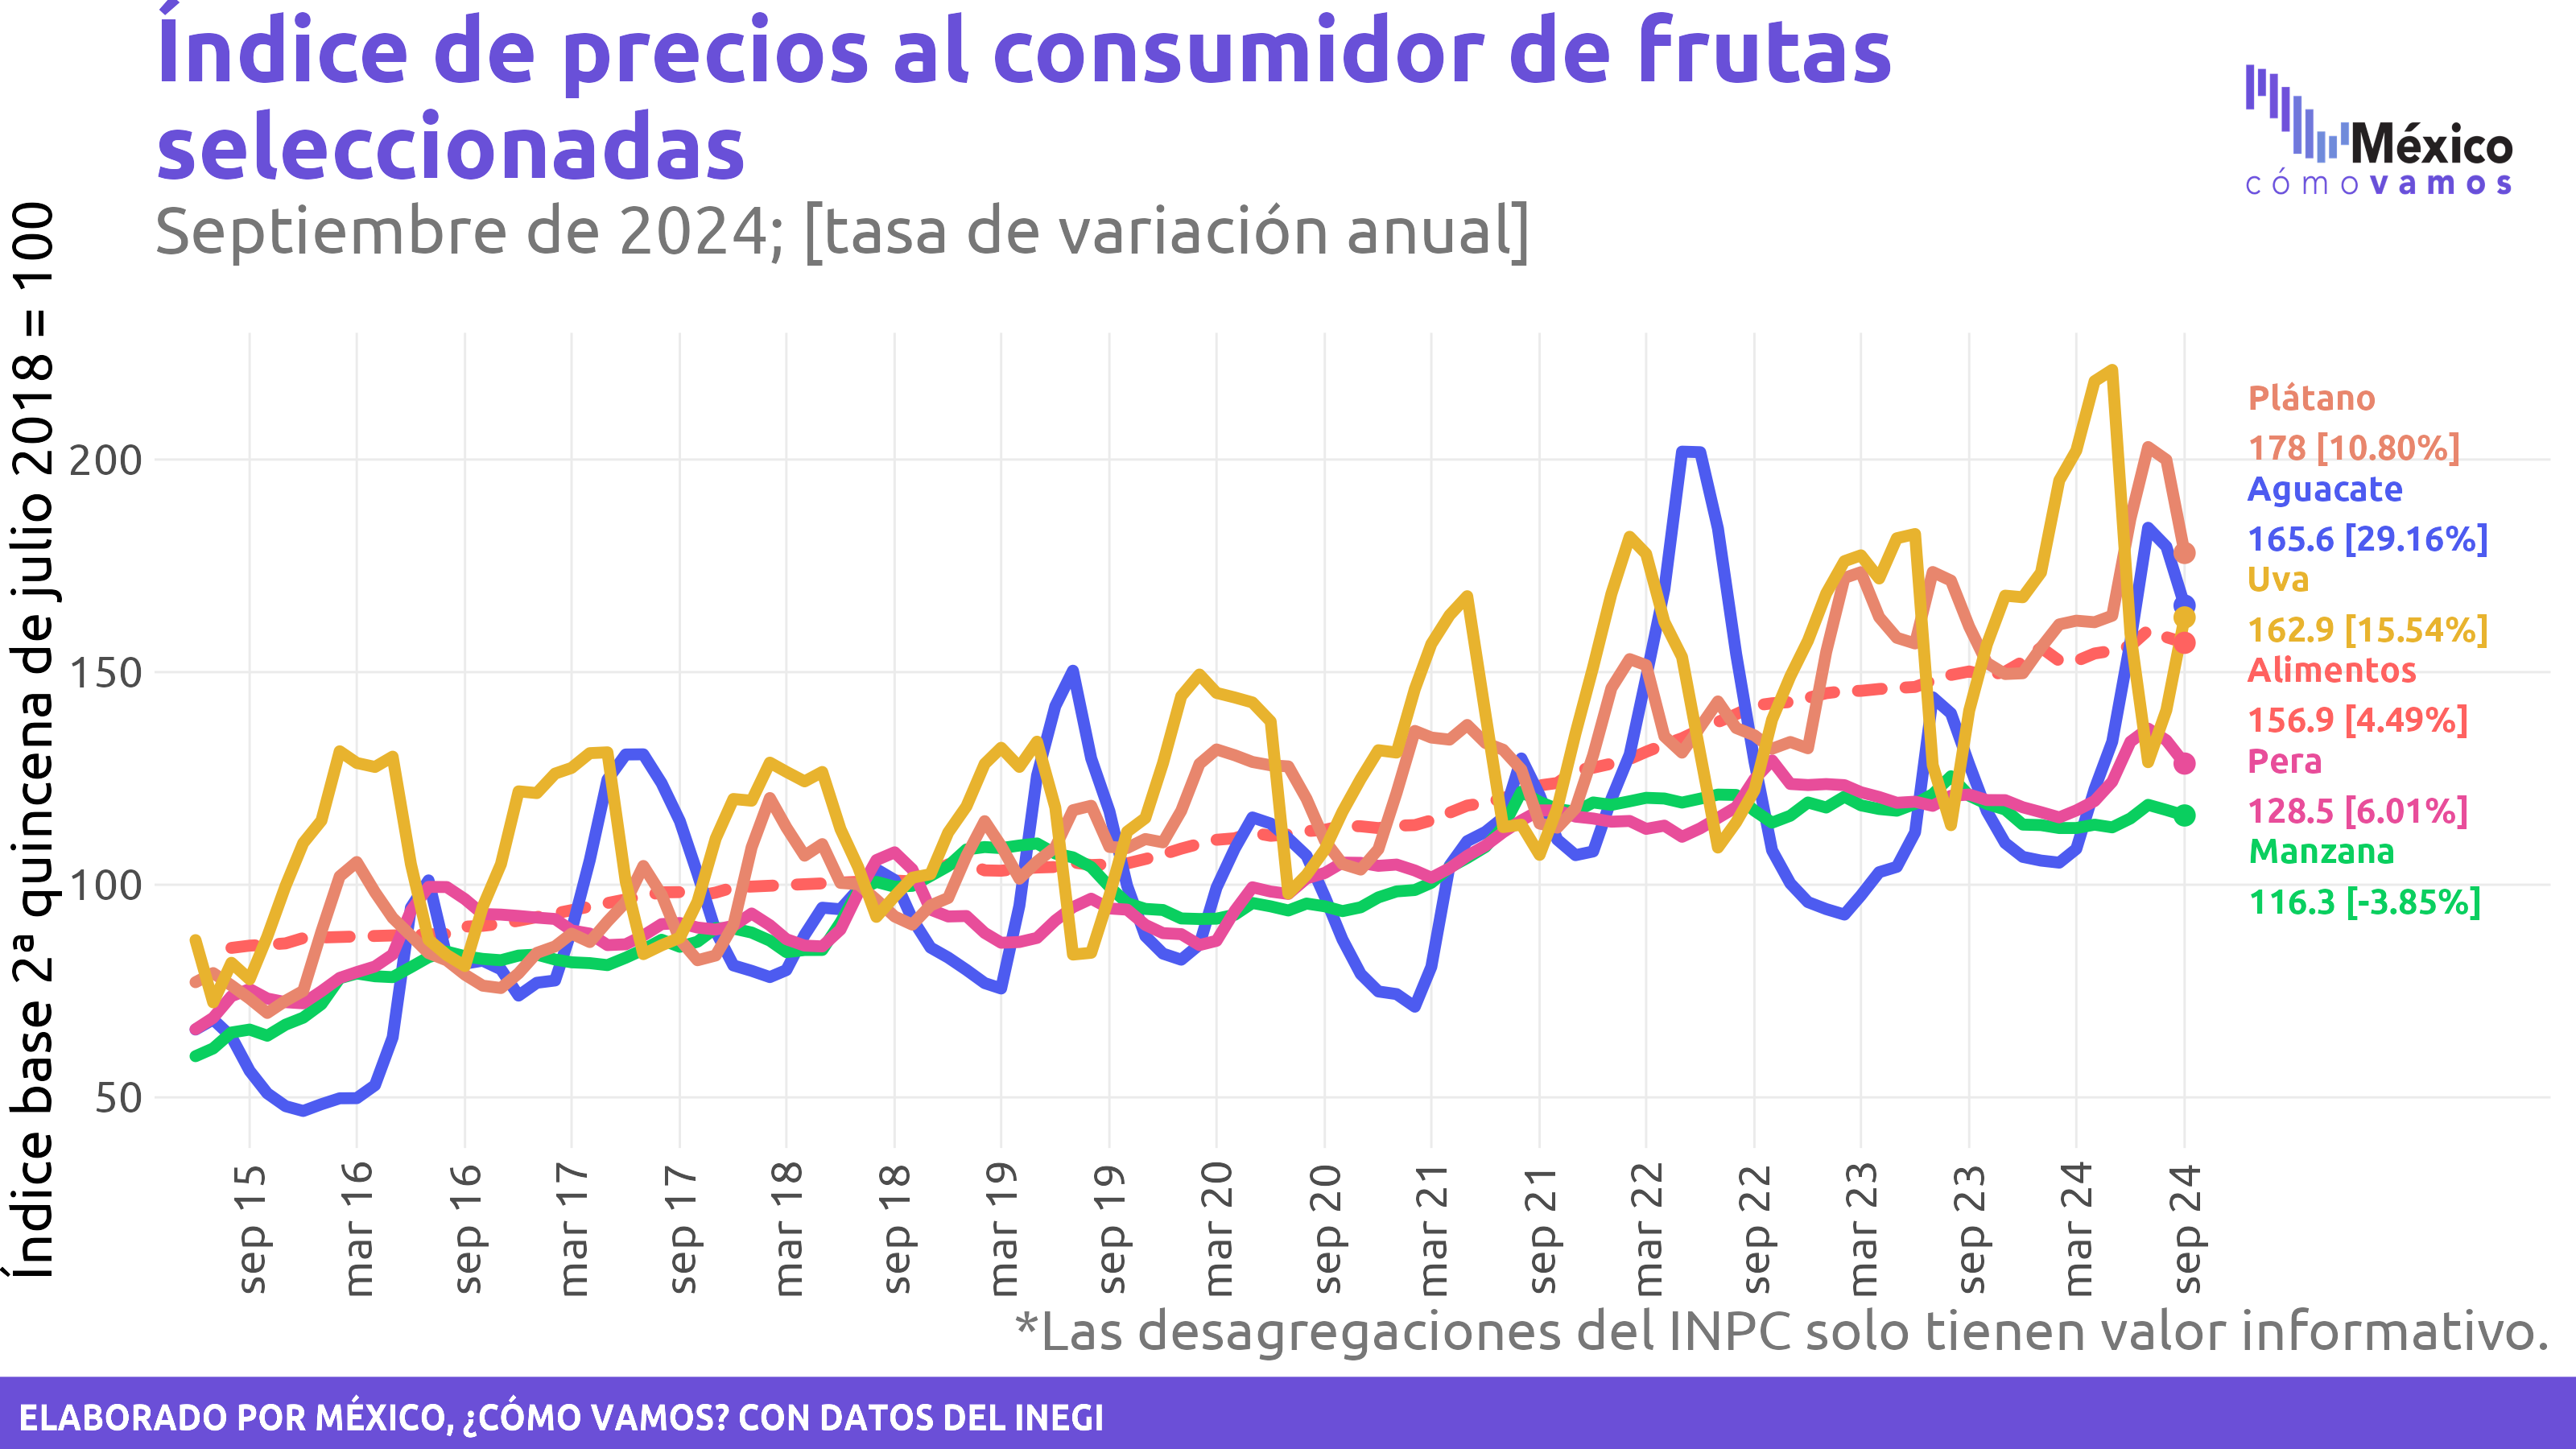 Índice de precios al consumidor de frutas
seleccionadas
Septiembre de 2024; [tasa de variación anual]
México
cómo vamos
Índice base 2ª quincena de julio 2018 = 100
200
150
100
50
Plátano
178 [10.80%]
Aguacate
165.6 [29.16%]
Uva
162.9 [15.54%]
Alimentos
156.9 [4.49%]
Pera
128.5 [6.01%]
Manzana
116.3 [-3.85%]
sep 15
mar 16
sep 16
mar 17
sep 17
mar 18
sep 18
mar 19
sep 19
mar 20
sep 20
mar 21
sep 21
mar 22
sep 22
mar 23
sep 23
mar 24
sep 24
*Las desagregaciones del INPC solo tienen valor informativo.
ELABORADO POR MÉXICO, ¿CÓMO VAMOS? CON DATOS DEL INEGI